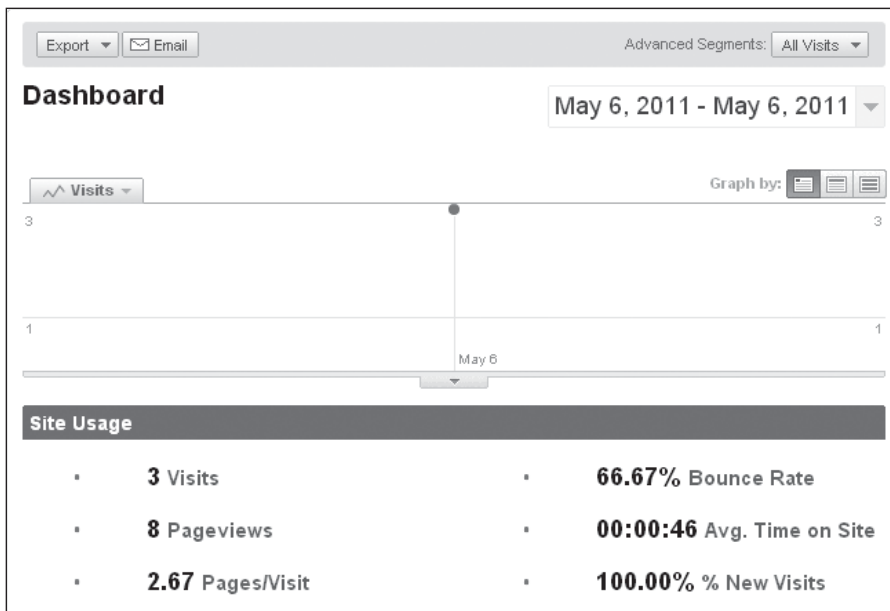 Export Email Advanced Segments: All Visits
Dashboard
May 6, 2011 - May 6, 2011
Visits Graph by:
3 3
1 1
May 6
Site Usage
3 Visits 66.67% Bounce Rate
8 Pageviews 00:00:46 Avg. Time on Site
2.67 Pages/Visit 100.00% % New Visits